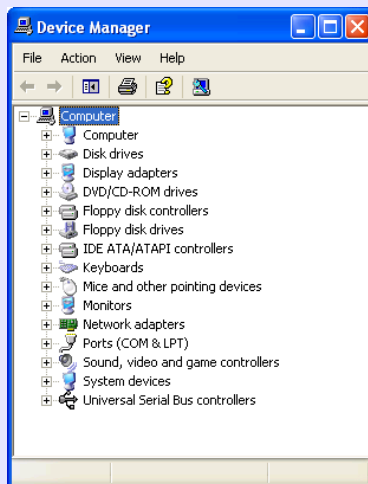 Device Manager
File Action View Help
Computer
Computer
Disk drives
Display adapters
DVD/CD-ROM drives
Floppy disk controllers
Floppy disk drives
IDE ATA/ATAPI controllers
Keyboards
Mice and other pointing devices
Monitors
Network adapters
Ports (COM & LPT)
Sound, video and game controllers
System devices
Universal Serial Bus controllers